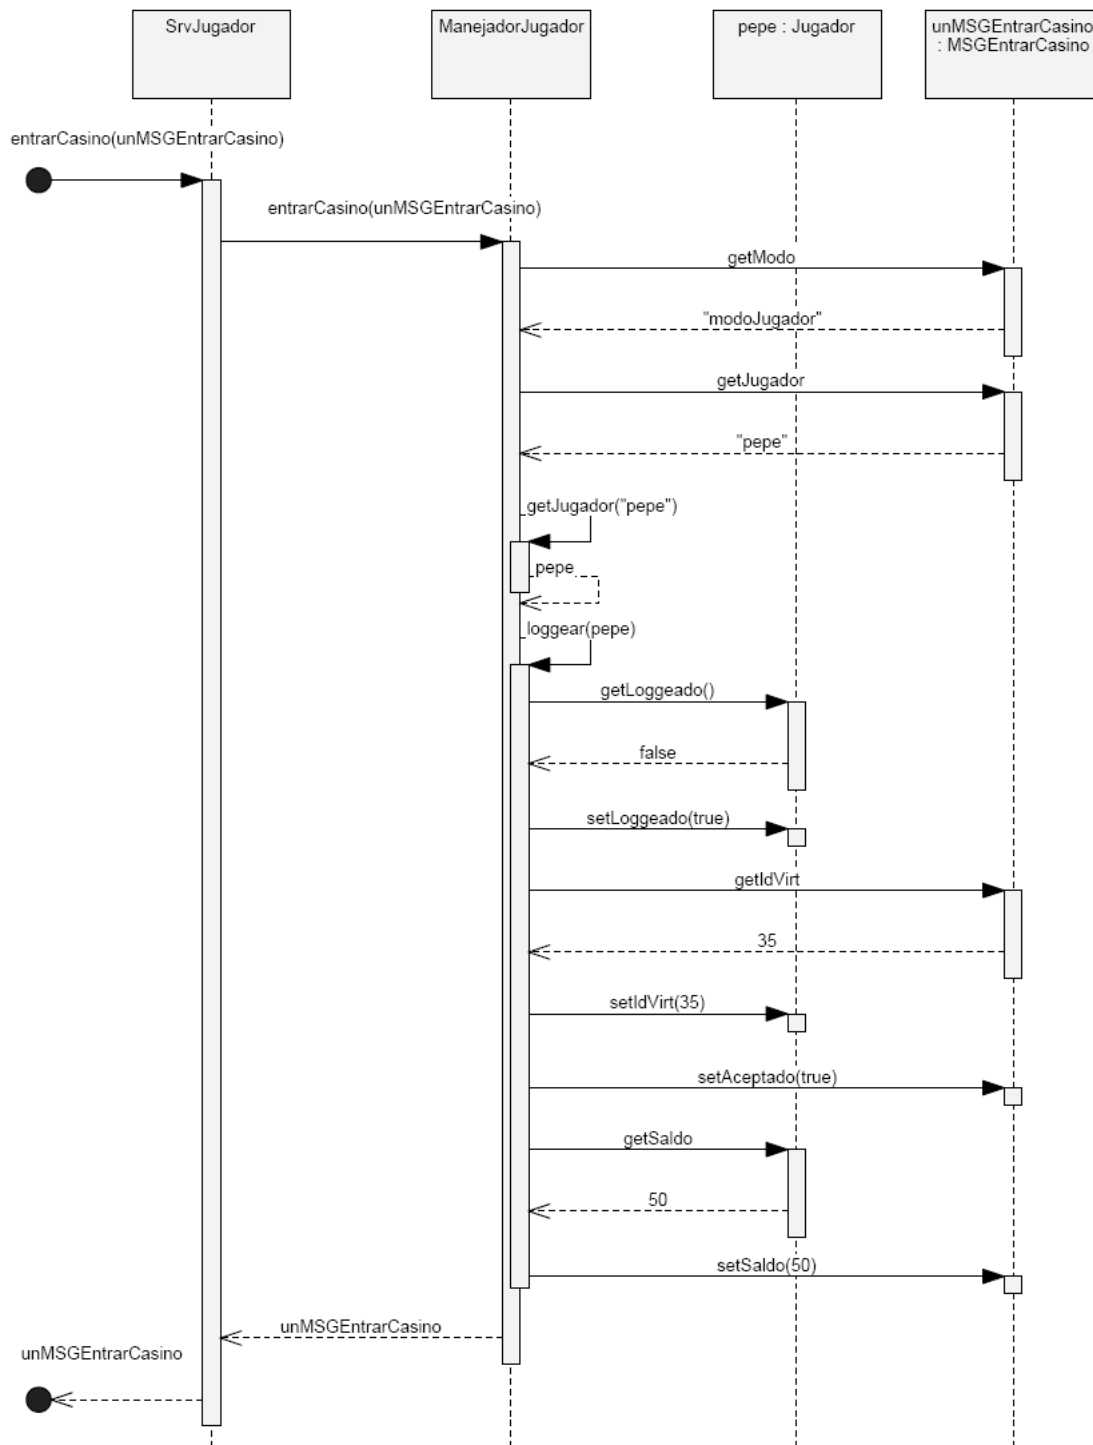 SrvJugador
ManejadorJugador
pepe : Jugador
unMSGEntrarCasino
: MSGEntrarCasino
entrarCasino(unMSGEntrarCasino)
entrarCasino(unMSGEntrarCasino)
getModo
"modoJugador"
getJugador
"pepe"
getJugador("pepe")
pepe
loggear(pepe)
getLoggeado()
false
setLoggeado(true)
getIdVirt
35
setIdVirt(35)
setAceptado(true)
getSaldo
50
setSaldo(50)
unMSGEntrarCasino
unMSGEntrarCasino